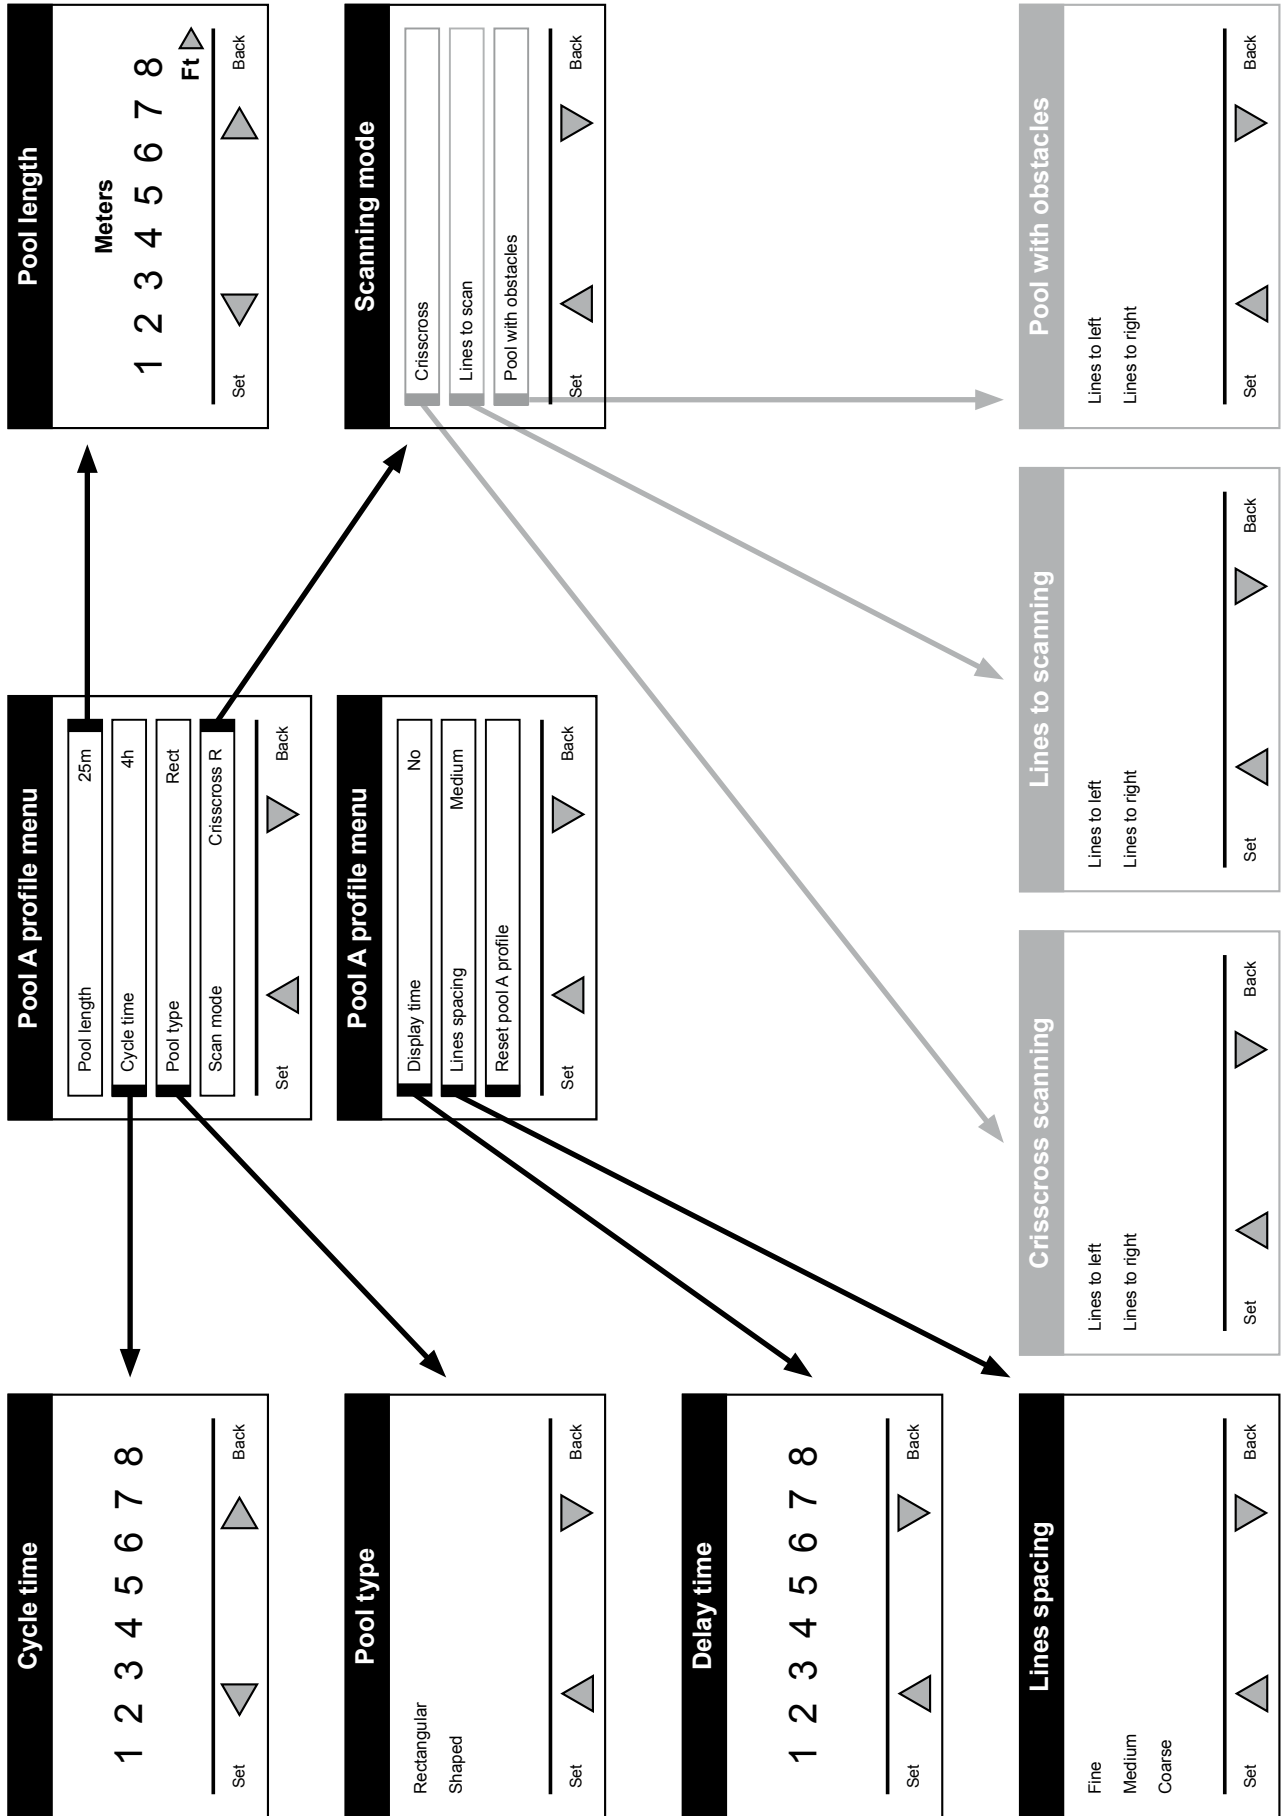 Cycle time
1 2 3 4 5 6 7 8
Set Back
Pool A profile menu
Pool length 25m
Cycle time 4h
Pool type Rect
Scan mode Crisscross R
Set Back
Pool length
Meters
1 2 3 4 5 6 7 8
Ft
Set Back
Pool type
Rectangular
Shaped
Set Back
Pool A profile menu
Display time No
Lines spacing Medium
Reset pool A profile
Set Back
Scanning mode
Crisscross
Lines to scan
Pool with obstacles
Set Back
Delay time
1 2 3 4 5 6 7 8
Set Back
Lines spacing
Fine
Medium
Coarse
Set Back
Crisscross scanning
Lines to left
Lines to right
Set Back
Lines to scanning
Lines to left
Lines to right
Set Back
Pool with obstacles
Lines to left
Lines to right
Set Back